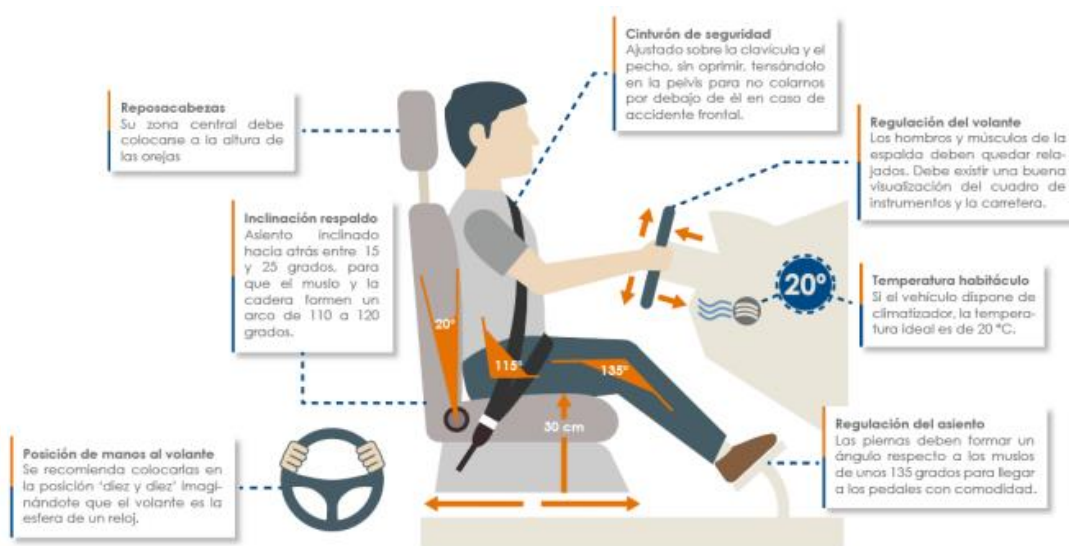 Cinturón de seguridad
Ajustado sobre la clavícula y el
pecho, sin oprimir, tensándolo
en la pelvis para no colarnos
por debajo de él en caso de
accidente frontal.
Reposacabezas
Su zona central debe
colocarse a la altura de
las orejas
Regulación del volante
Los hombros y músculos de la
espalda deben quedar rela-
jados. Debe existir una buena
visualización del cuadro de
instrumentos y la carretera.
Inclinación respaldo
Asiento inclinado
hacia atrás entre 15
y 25 grados, para
que el muslo y la
cadera formen un
arco de 110 a 120
grados.
Temperatura habitáculo
Si el vehículo dispone de
climatizador, la tempera-
tura ideal es de 20 °C.
20º
20º
115º
135º
30 cm
Regulación del asiento
Las piernas deben formar un
ángulo respecto a los muslos
de unos 135 grados para llegar
a los pedales con comodidad.
Posición de manos al volante
Se recomienda colocarlas en
la posición ‘diez y diez’ imagi-
nándote que el volante es la
esfera de un reloj.